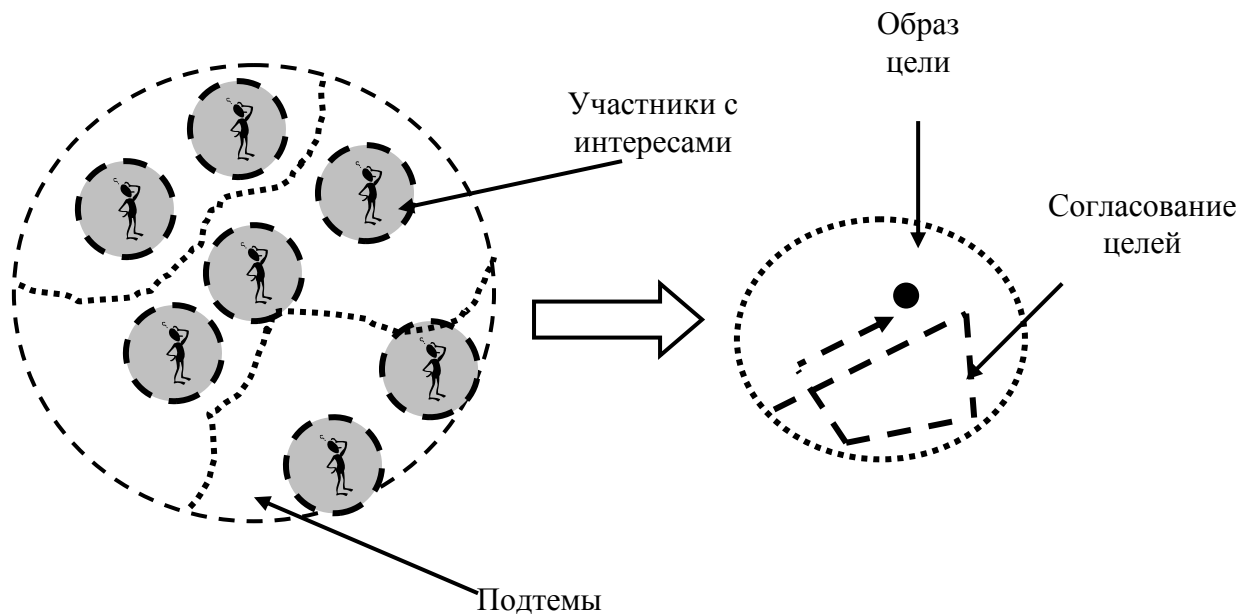 Образ
цели
Участники с
интересами
Согласование
целей
Подтемы